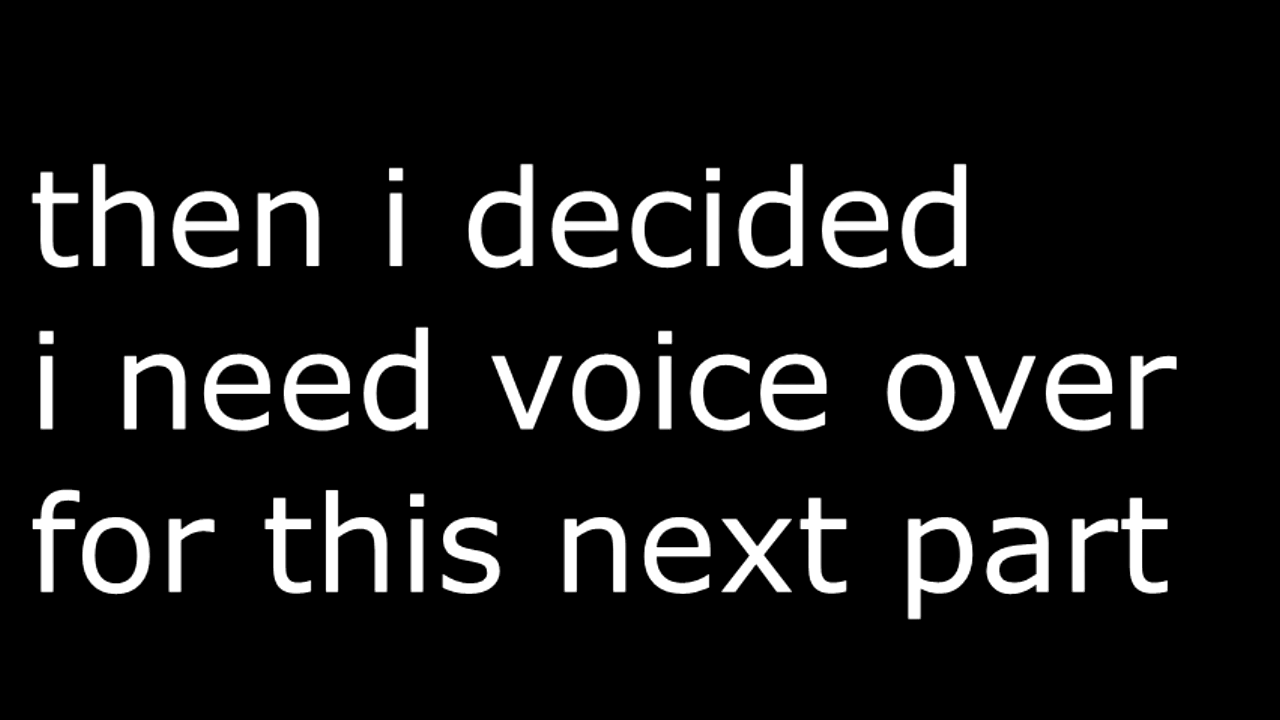 then i decided
i need voice over
for this next part